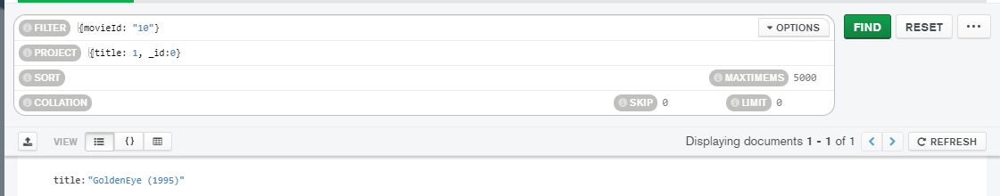 FILTER {movieId: "10"} OPTIONS FIND RESET ...
PROJECT {title: 1, _id:0}
SORT MAXTIMEMS 5000
COLLATION SKIP 0 LIMIT 0
VIEW {} Displaying documents 1 - 1 of 1 < > REFRESH
title:"GoldenEye (1995)"